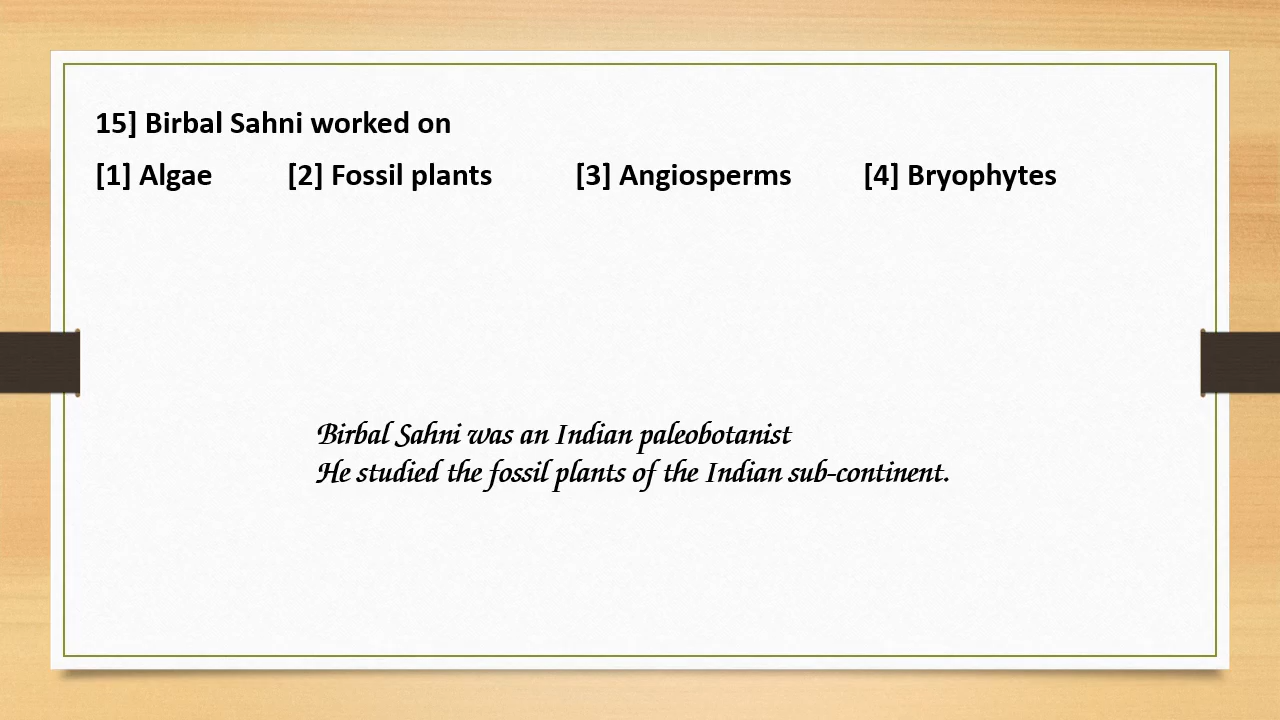 15] Birbal Sahni worked on
[1] Algae [2] Fossil plants [3] Angiosperms [4] Bryophytes
Birbal Sahni was an Indian paleobotanist
He studied the fossil plants of the Indian sub-continent.